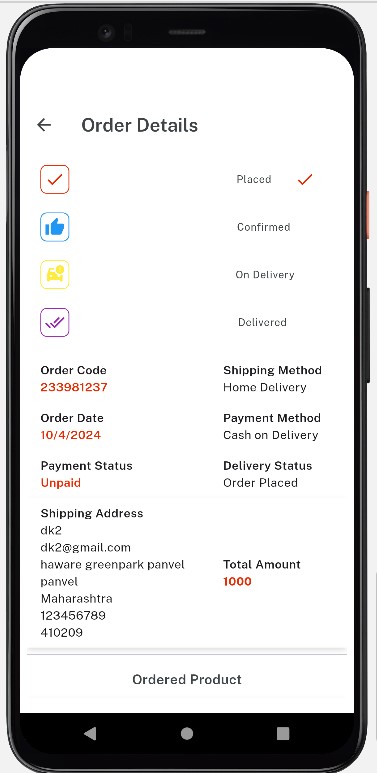 Order Details
Placed
Confirmed
On Delivery
Delivered
Order Code
Shipping Method
233981237
Home Delivery
Order Date
Payment Method
10/4/2024
Cash on Delivery
Payment Status
Delivery Status
Unpaid
Order Placed
Shipping Address
dk2
dk2@gmail.com
haware greenpark panvel
Total Amount
panvel
1000
Maharashtra
123456789
410209
Ordered Product